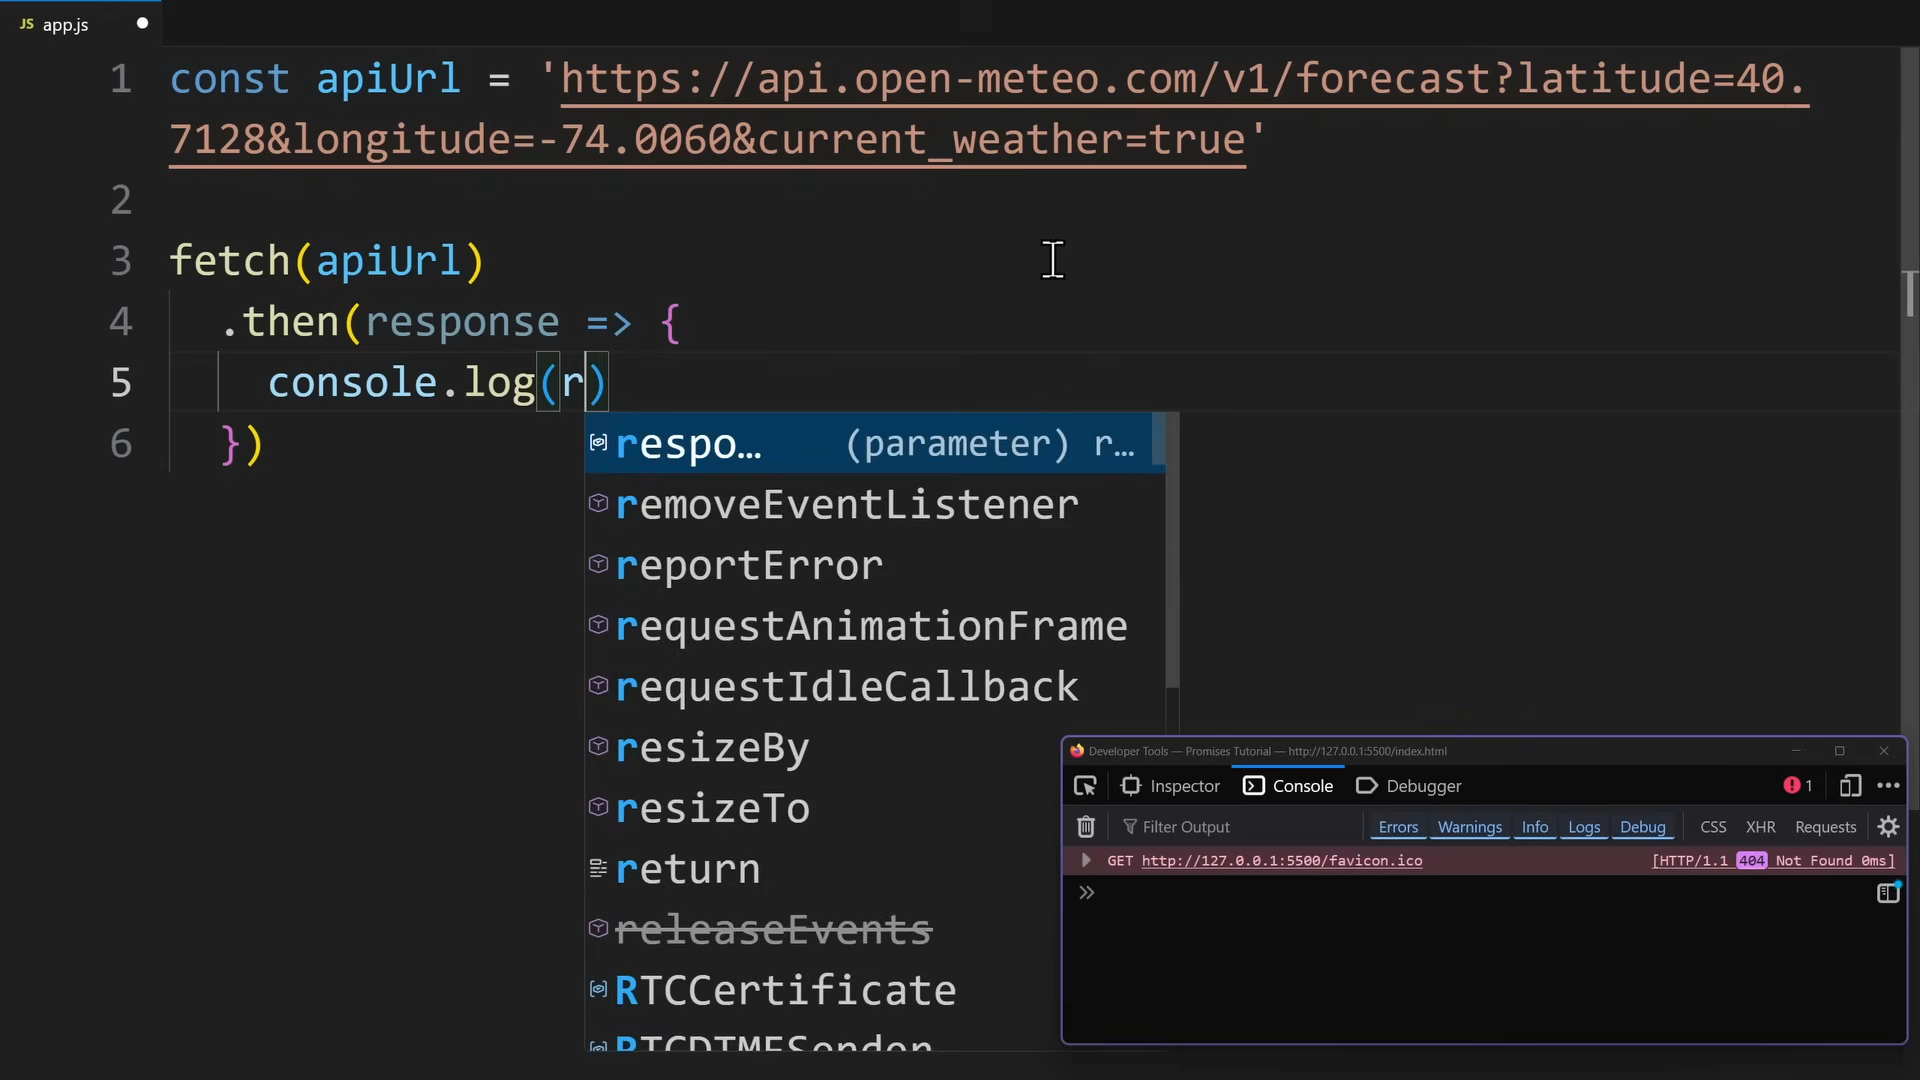 JS app.js
1 const apiUrl = 'https://api.open-meteo.com/v1/forecast?latitude=40.
7128&longitude=-74.0060&current_weather=true'
2
3 fetch(apiUrl)
4 .then(response => {
5 console.log(r)
6 })
respo… (parameter) r…
removeEventListener
reportError
requestAnimationFrame
requestIdleCallback
resizeBy
resizeTo
return
releaseEvents
RTCCertificate
Developer Tools — Promises Tutorial — http://127.0.0.1:5500/index.html
Inspector Console Debugger 1
Filter Output Errors Warnings Info Logs Debug CSS XHR Requests
GET http://127.0.0.1:5500/favicon.ico [HTTP/1.1 404 Not Found 0ms]